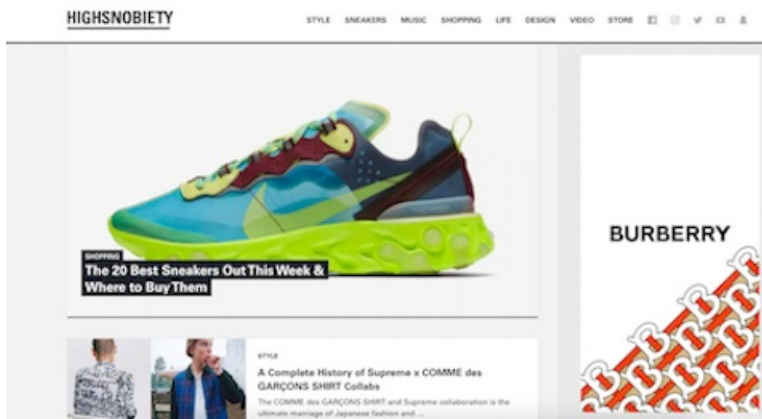 HIGHSNOBIETY
STYLE SNEAKERS MUSIC SHOPPING LIFE DESIGN VIDEO STORE
SHOPPING
The 20 Best Sneakers Out This Week &
Where to Buy Them
BURBERRY
STYLE
A Complete History of Supreme x COMME des
GARÇONS SHIRT Collabs
The COMME des GARÇONS SHIRT and Supreme collaboration is the
ultimate marriage of Japanese fashion and ...